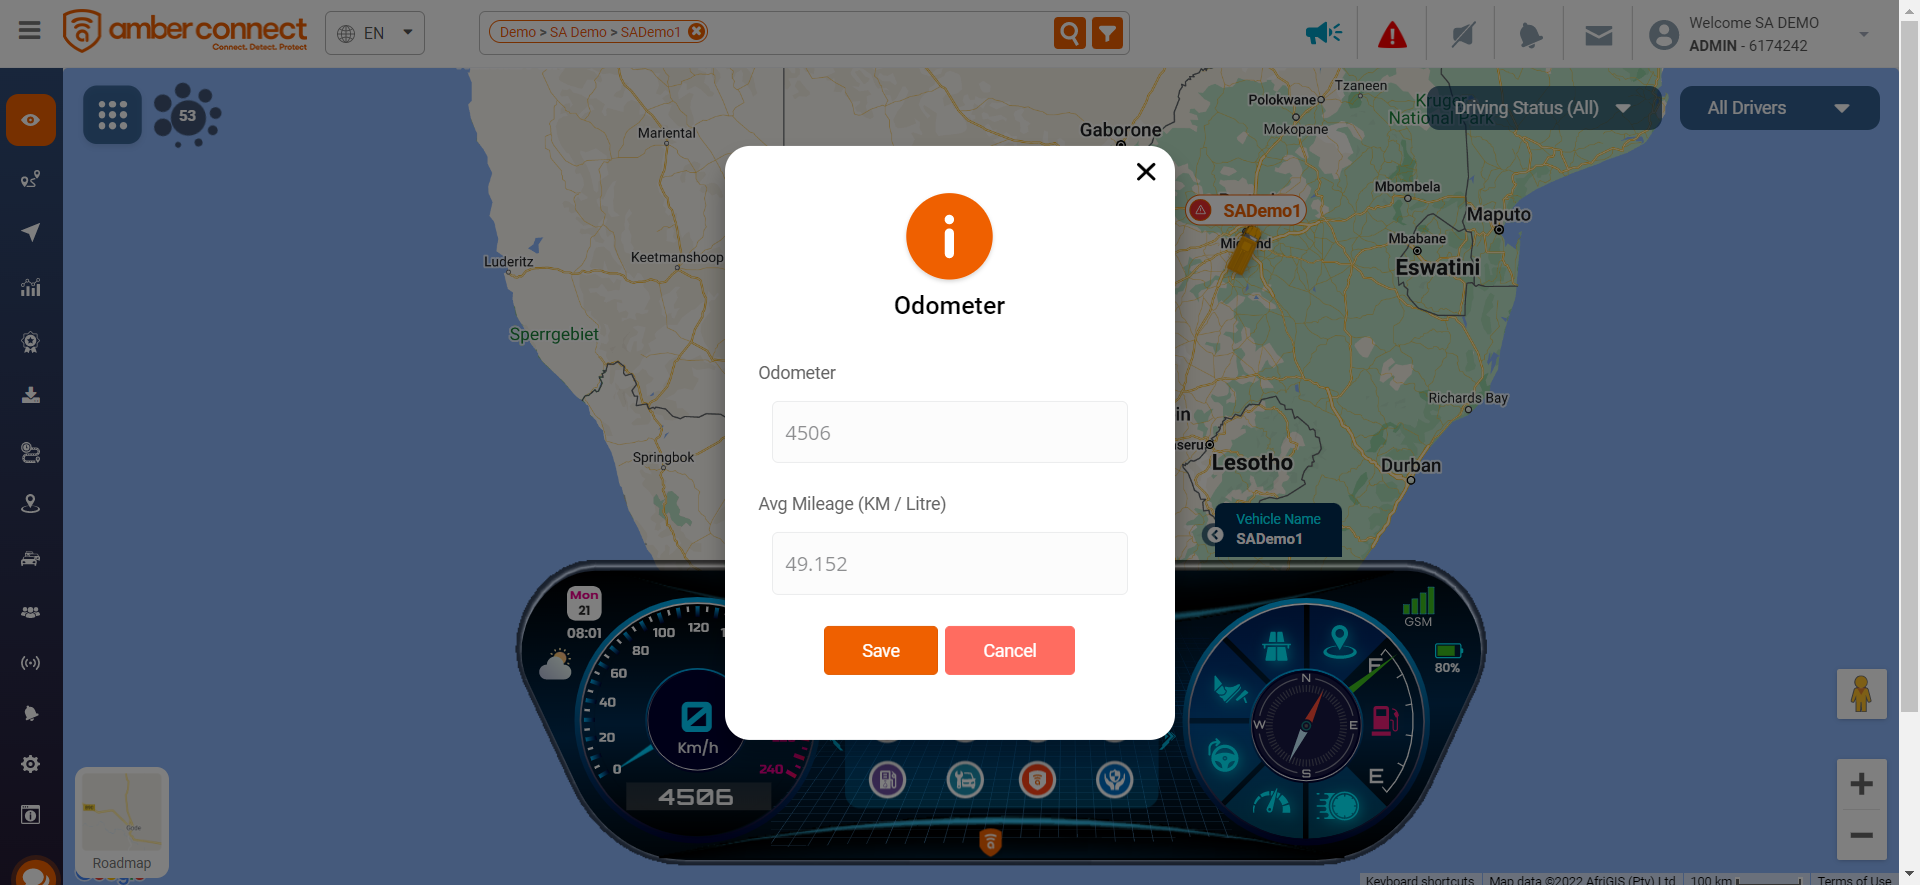 amber connect
Connect. Detect. Protect
EN
Demo > SA Demo > SADemo1
Welcome SA DEMO
ADMIN - 6174242
53
Driving Status (All)
All Drivers
Tzaneen
Polokwane
Kruger
National Park
Mokopane
Gaborone
Mariental
Mbombela
SADemo1
Maputo
Mbabane
Eswatini
Luderitz
Keetmanshoop
Sperrgebiet
Richards Bay
Springbok
Lesotho
Durban
Odometer
Odometer
4506
Avg Mileage (KM / Litre)
49.152
Save
Cancel
Vehicle Name
SADemo1
Mon
21
08:01
0
20
40
60
80
100
120
240
Km/h
4506
GSM
80%
F
E
N
E
S
W
Roadmap
Keyboard shortcuts
Map data ©2022 AfriGIS (Pty) Ltd
100 km
Terms of Use